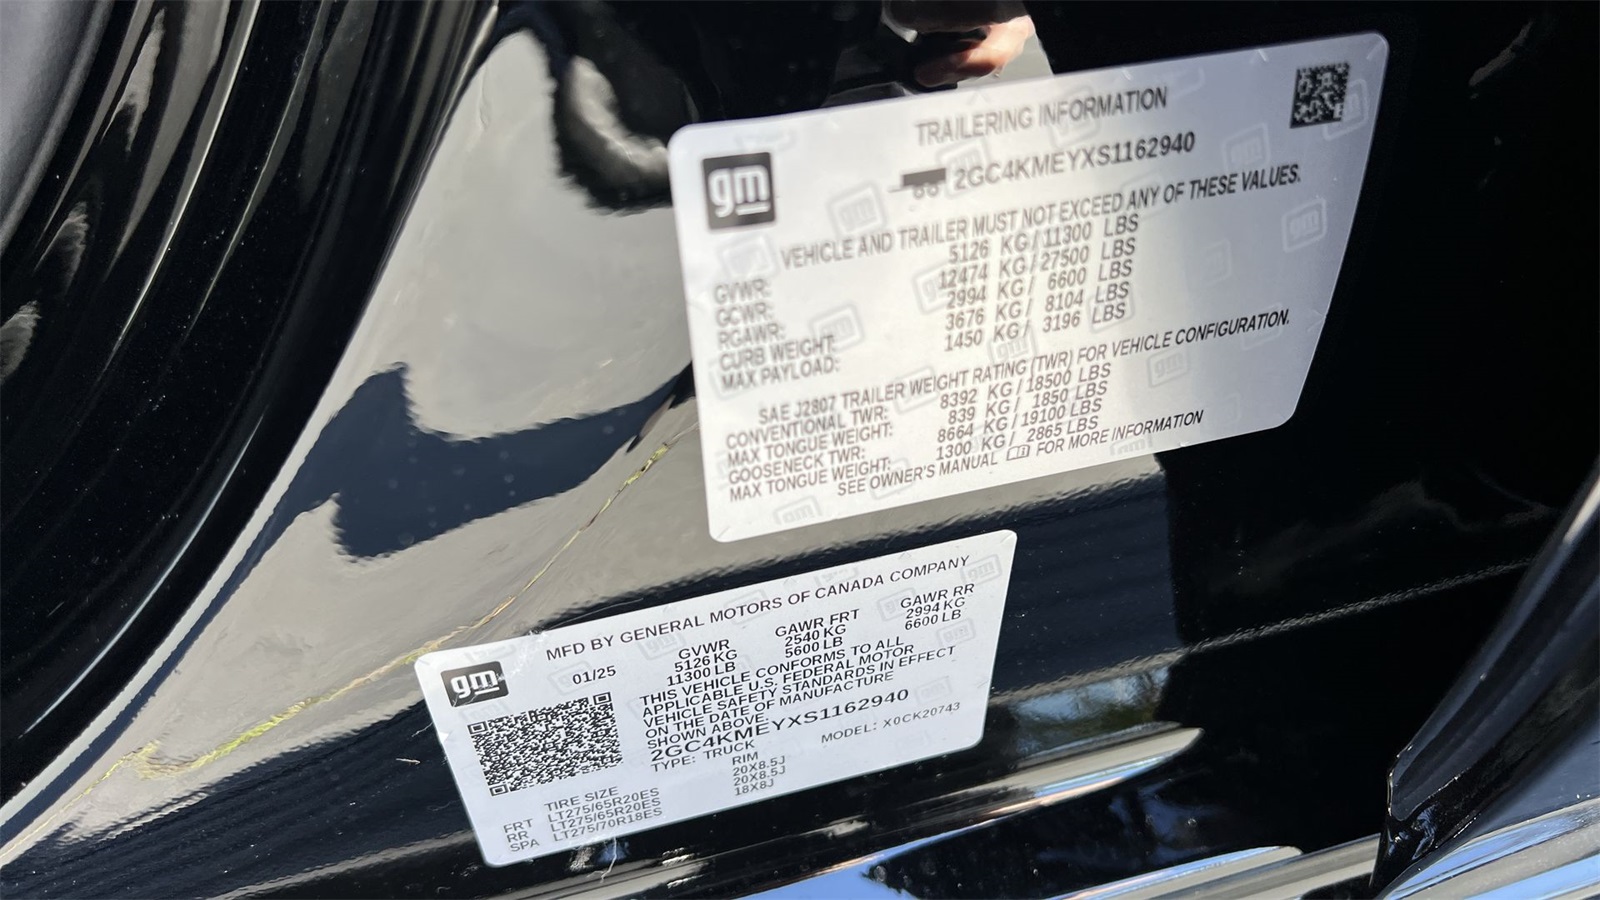 TRAILERING INFORMATION
gm
2GC4KMEYXS1162940
VEHICLE AND TRAILER MUST NOT EXCEED ANY OF THESE VALUES.
GVWR: 5126 KG / 11300 LBS
GCWR: 12474 KG / 27500 LBS
RGAWR: 2994 KG / 6600 LBS
CURB WEIGHT: 3676 KG / 8104 LBS
MAX PAYLOAD: 1450 KG / 3196 LBS
SAE J2807 TRAILER WEIGHT RATING (TWR) FOR VEHICLE CONFIGURATION.
CONVENTIONAL TWR: 8392 KG / 18500 LBS
MAX TONGUE WEIGHT: 839 KG / 1850 LBS
GOOSENECK TWR: 8664 KG / 19100 LBS
MAX TONGUE WEIGHT: 1300 KG / 2865 LBS
SEE OWNER'S MANUAL FOR MORE INFORMATION
MFD BY GENERAL MOTORS OF CANADA COMPANY
gm
01/25
GVWR GAWR FRT GAWR RR
5126 KG 2540 KG 2994 KG
11300 LB 5600 LB 6600 LB
THIS VEHICLE CONFORMS TO ALL
APPLICABLE U.S. FEDERAL MOTOR
VEHICLE SAFETY STANDARDS IN EFFECT
ON THE DATE OF MANUFACTURE
SHOWN ABOVE.
2GC4KMEYXS1162940
TYPE: TRUCK MODEL: X0CK20743
TIRE SIZE RIM
FRT LT275/65R20ES 20X8.5J
RR LT275/65R20ES 20X8.5J
SPA LT275/70R18ES 18X8J